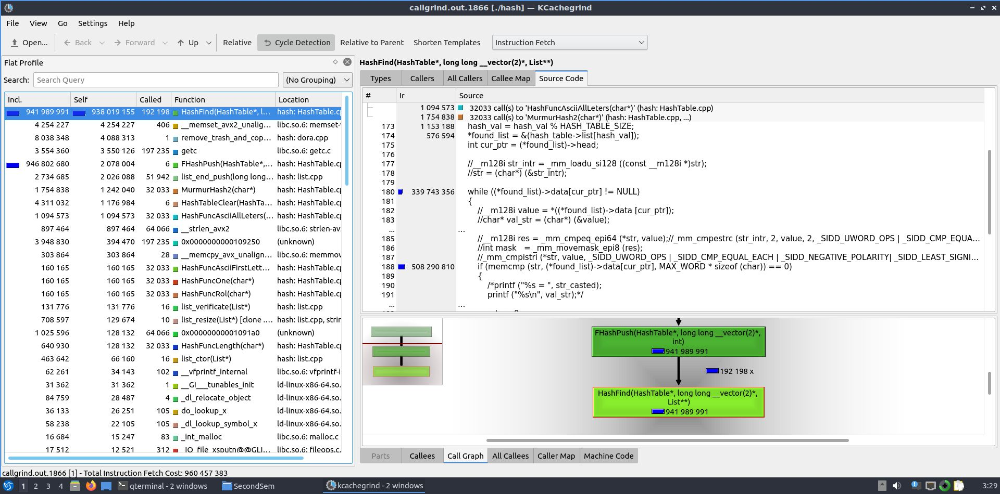 callgrind.out.1866 [./hash] — KCachegrind
File View Go Settings Help
Open... Back Forward Up Relative Cycle Detection Relative to Parent Shorten Templates Instruction Fetch
Flat Profile
Search: Search Query (No Grouping)
Incl. Self Called Function Location
941 989 991 938 019 155 192 198 HashFind(HashTable*, l... hash: HashTable.cp
4 254 227 4 254 227 406 __memset_avx2_unalig... libc.so.6: memset-
8 038 348 4 088 313 1 remove_trash_and_cop... hash: dora.cpp
3 554 360 3 550 126 197 235 getc libc.so.6: getc.c
946 802 680 2 078 004 6 FHashPush(HashTable*,... hash: HashTable.cp
2 734 685 2 026 088 51 942 list_end_push(long long... hash: list.cpp
1 754 838 1 242 040 32 033 MurmurHash2(char*) hash: HashTable.cp
4 311 032 1 176 984 6 HashTableClear(HashTa... hash: HashTable.cp
1 094 573 1 094 573 32 033 HashFuncAsciiAllLeters(... hash: HashTable.cp
897 464 897 464 64 066 __strlen_avx2 libc.so.6: strlen-av
3 948 830 394 470 197 235 0x0000000000109250 (unknown)
303 864 303 864 28 __memcpy_avx_unalign... libc.so.6: memmov
160 165 160 165 32 033 HashFuncAsciiFirstLett... hash: HashTable.cp
160 165 160 165 32 033 HashFuncOne(char*) hash: HashTable.cp
160 165 160 165 32 033 HashFuncRol(char*) hash: HashTable.cp
131 776 131 776 16 list_verificate(List*) hash: list.cpp
708 597 129 674 10 list_resize(List*) [clone .... hash: list.cpp, strin
1 025 596 128 132 64 066 0x00000000001091a0 (unknown)
640 930 128 132 32 033 HashFuncLength(char*) hash: HashTable.cp
463 642 66 160 16 list_ctor(List*) hash: list.cpp
62 261 34 143 102 __vfprintf_internal libc.so.6: vfprintf-i
31 362 31 362 1 __GI___tunables_init ld-linux-x86-64.so.
84 759 28 487 4 _dl_relocate_object ld-linux-x86-64.so.
36 133 26 251 105 do_lookup_x ld-linux-x86-64.so.
58 238 22 105 105 _dl_lookup_symbol_x ld-linux-x86-64.so.
16 684 15 247 83 _int_malloc libc.so.6: malloc.c
17 512 12 521 312 _IO_file_xsputn@@GLI... libc.so.6: fileops.c.
HashFind(HashTable*, long long __vector(2)*, List**)
Types Callers All Callers Callee Map Source Code
# Ir Source
1 094 573 32033 call(s) to 'HashFuncAsciiAllLeters(char*)' (hash: HashTable.cpp)
1 754 838 32033 call(s) to 'MurmurHash2(char*)' (hash: HashTable.cpp, ...)
173 1 153 188 hash_val = hash_val % HASH_TABLE_SIZE;
174 576 594 *found_list = &(hash_table->list[hash_val]);
175 int cur_ptr = (*found_list)->head;
176
177 //__m128i str_intr = _mm_loadu_si128 ((const __m128i *)str);
178 //str = (char*) (&str_intr);
179
180 339 743 356 while ((*found_list)->data[cur_ptr] != NULL)
181 {
182 //__m128i value = *((*found_list)->data [cur_ptr]);
183 //char* val_str = (char*) (&value);
... ...
185 //__m128i res = _mm_cmpeq_epi64 (*str, value);//_mm_cmpestrc (str_intr, 2, value, 2, _SIDD_UWORD_OPS | _SIDD_CMP_EQUA...
186 //int mask = _mm_movemask_epi8 (res);
187 //_mm_cmpistri (*str, value, _SIDD_UWORD_OPS | _SIDD_CMP_EQUAL_EACH | _SIDD_NEGATIVE_POLARITY| _SIDD_LEAST_SIGNI...
188 508 290 810 if (memcmp (str, (*found_list)->data[cur_ptr], MAX_WORD * sizeof (char)) == 0)
189 {
190 /*printf ("%s = ", str_casted);
191 printf ("%s\n", val_str);*/
... ...
FHashPush(HashTable*, long long __vector(2)*,
int)
941 989 991
192 198 x
HashFind(HashTable*, long long __vector(2)*,
List**)
941 989 991
Parts Callees Call Graph All Callees Caller Map Machine Code
callgrind.out.1866 [1] - Total Instruction Fetch Cost: 960 457 383
1 2 3 4 qterminal - 2 windows SecondSem kcachegrind - 2 windows 3:29